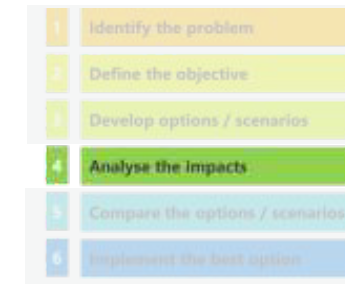 1 Identify the problem
2 Define the objective
3 Develop options / scenarios
4 Analyse the impacts
5 Compare the options / scenarios
6 Implement the best option